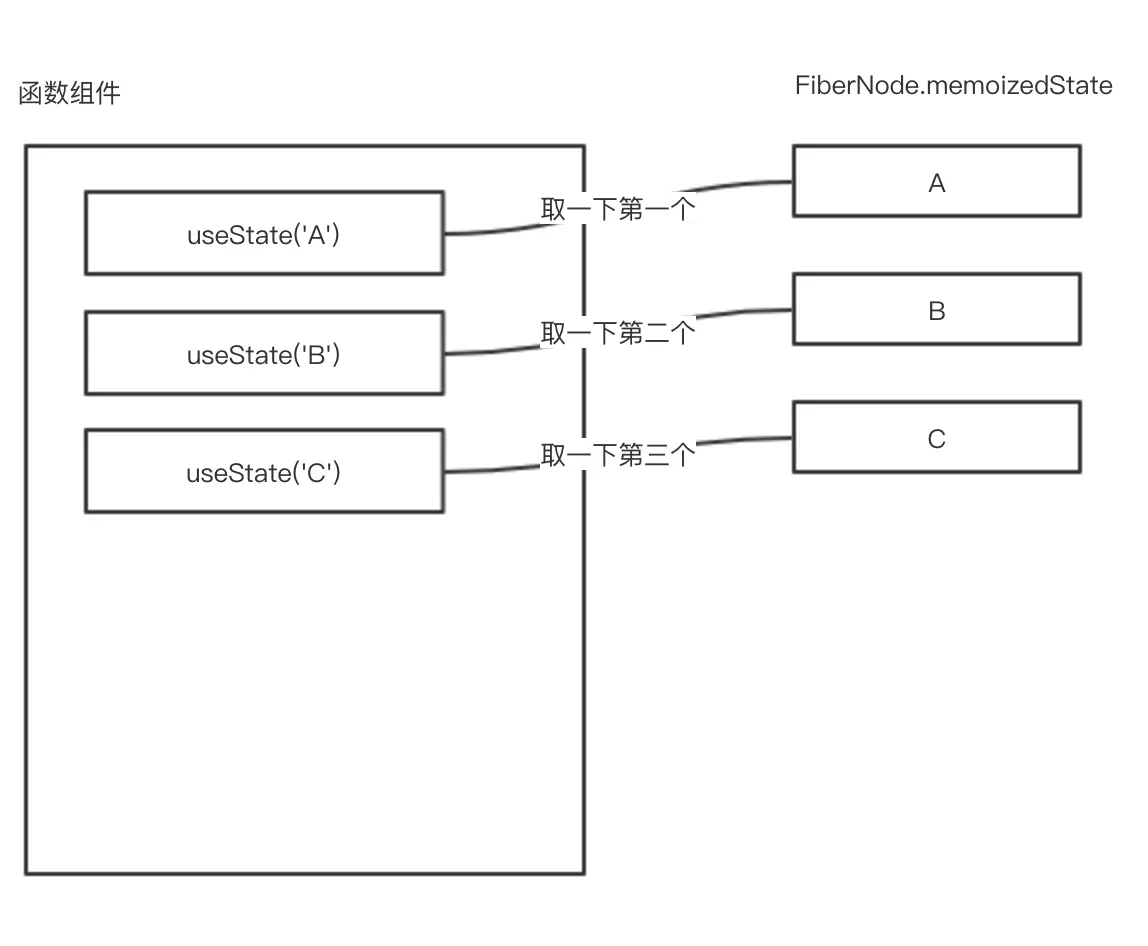 函数组件
FiberNode.memoizedState
useState('A')
取一下第一个
A
useState('B')
取一下第二个
B
useState('C')
取一下第三个
C